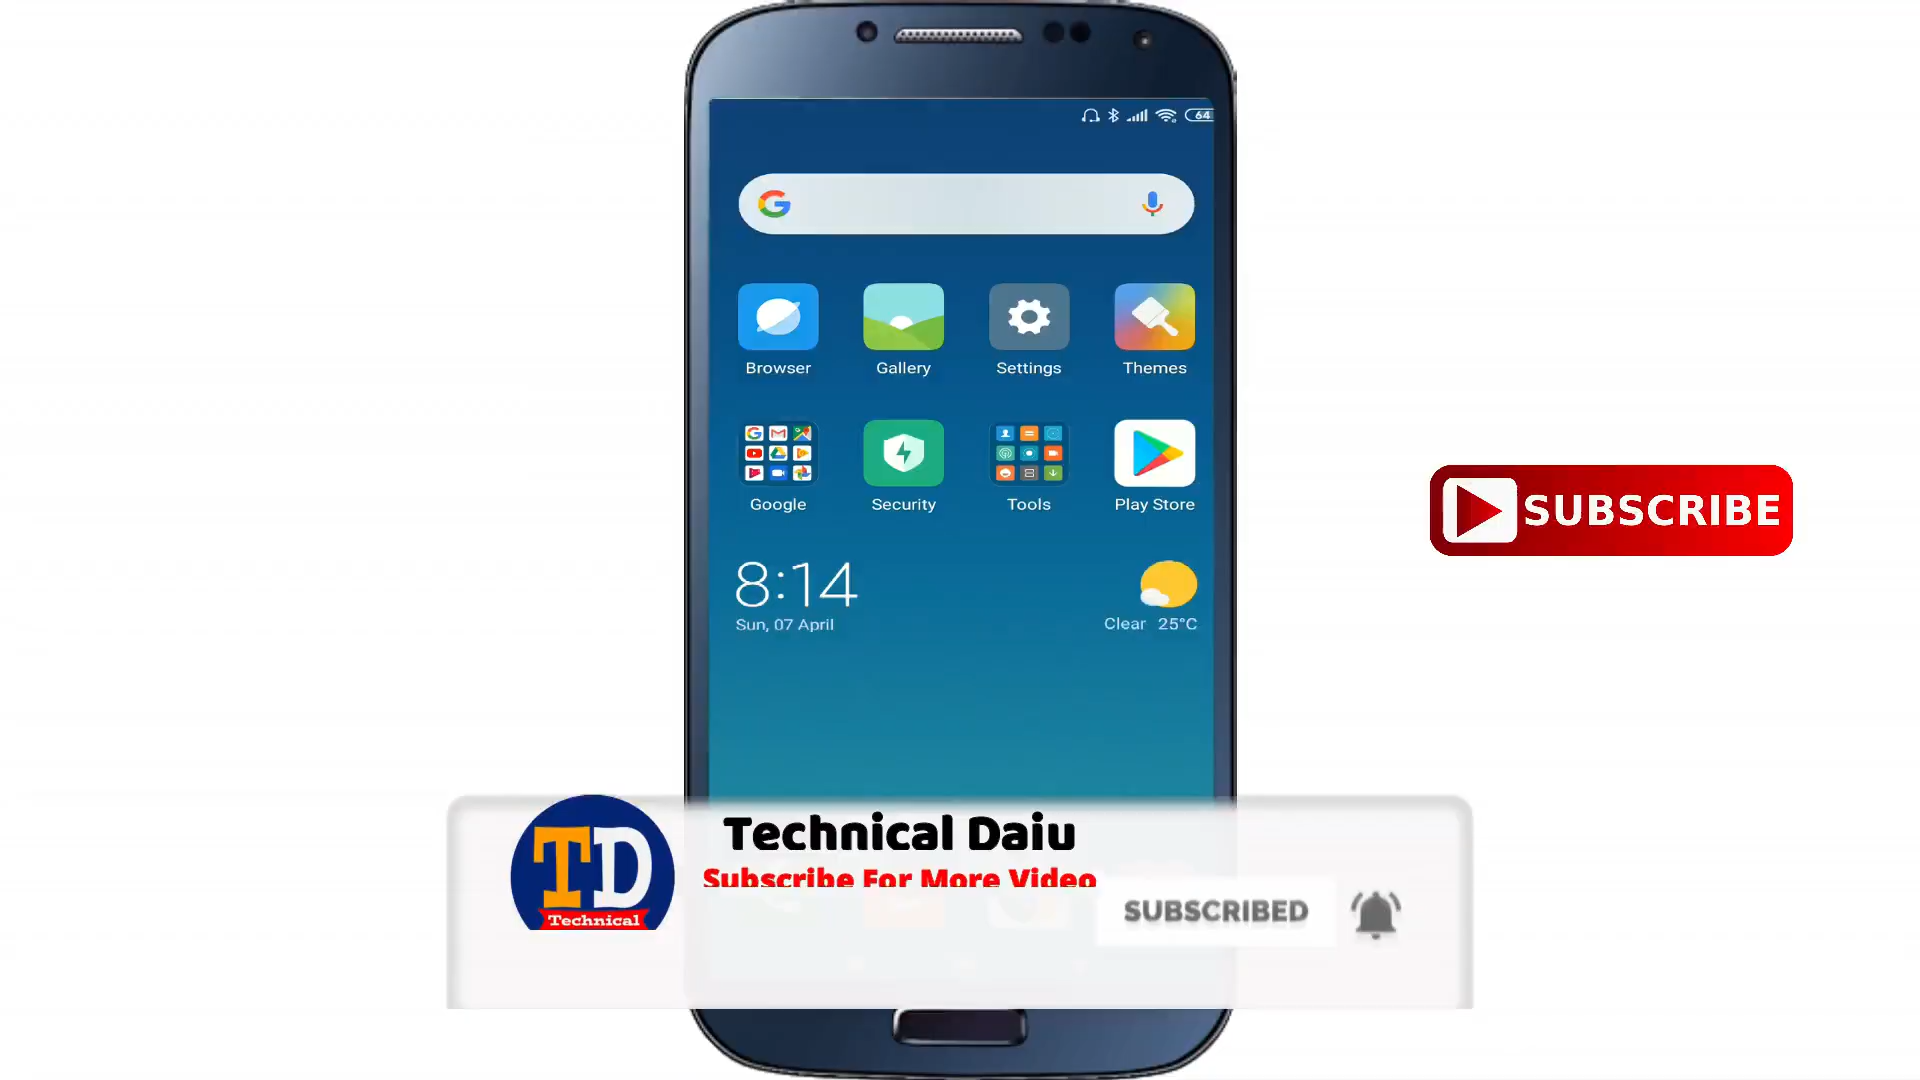 64
Browser
Gallery
Settings
Themes
Google
Security
Tools
Play Store
8:14
Sun, 07 April
Clear 25°C
SUBSCRIBE
TD
Technical
Technical Daiu
Subscribe For More Video
SUBSCRIBED